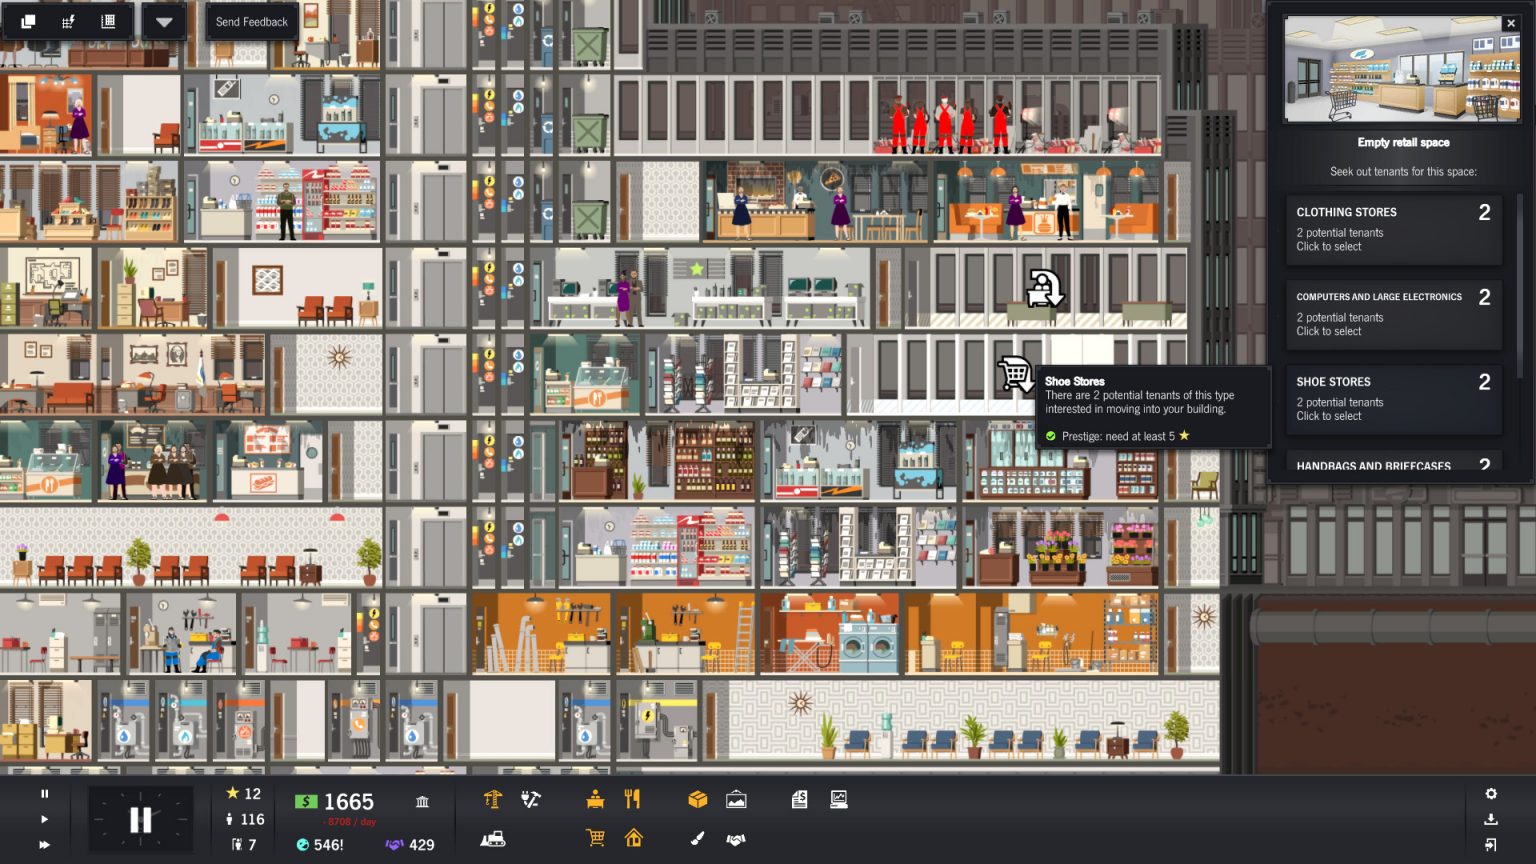 Send Feedback
Empty retail space
Seek out tenants for this space:
CLOTHING STORES 2
2 potential tenants
Click to select
COMPUTERS AND LARGE ELECTRONICS 2
2 potential tenants
Click to select
SHOE STORES 2
2 potential tenants
Click to select
HANDBAGS AND BRIEFCASES 2
Shoe Stores
There are 2 potential tenants of this type
interested in moving into your building.
Prestige: need at least 5
12
116
7
$ 1665
- 8708 / day
546!
429